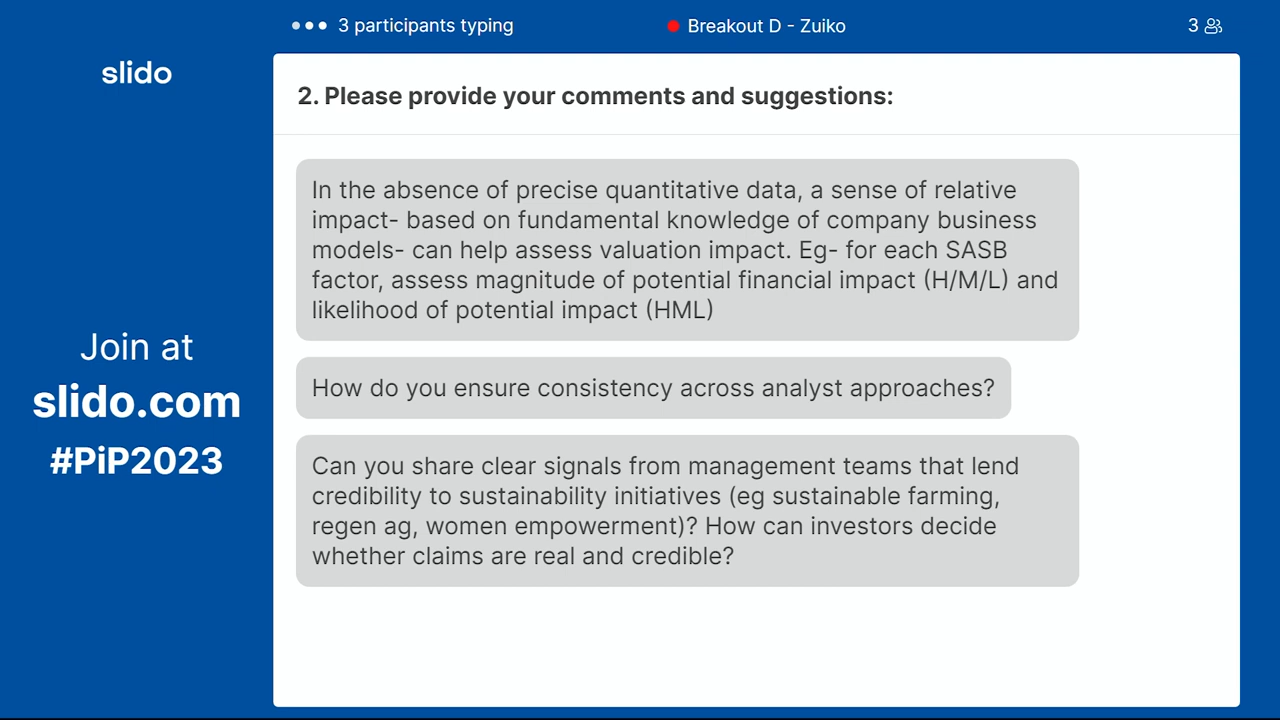 3 participants typing
Breakout D - Zuiko
3
slido
2. Please provide your comments and suggestions:
In the absence of precise quantitative data, a sense of relative
impact- based on fundamental knowledge of company business
models- can help assess valuation impact. Eg- for each SASB
factor, assess magnitude of potential financial impact (H/M/L) and
likelihood of potential impact (HML)
How do you ensure consistency across analyst approaches?
Can you share clear signals from management teams that lend
credibility to sustainability initiatives (eg sustainable farming,
regen ag, women empowerment)? How can investors decide
whether claims are real and credible?
Join at
slido.com
#PiP2023